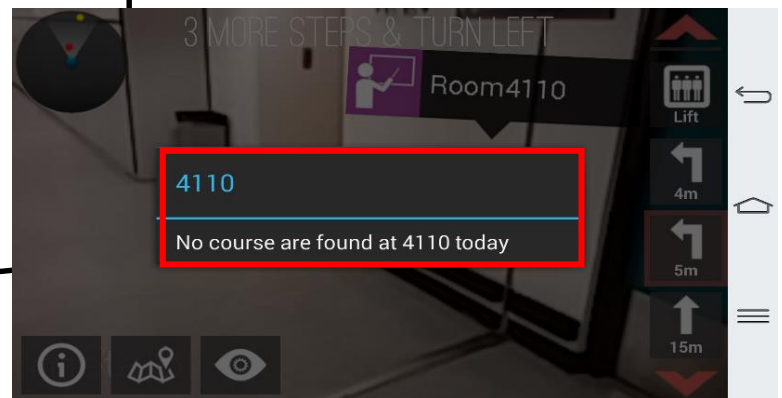 3 MORE STEPS & TURN LEFT
Room4110
Lift
4m
4110
No course are found at 4110 today
5m
15m